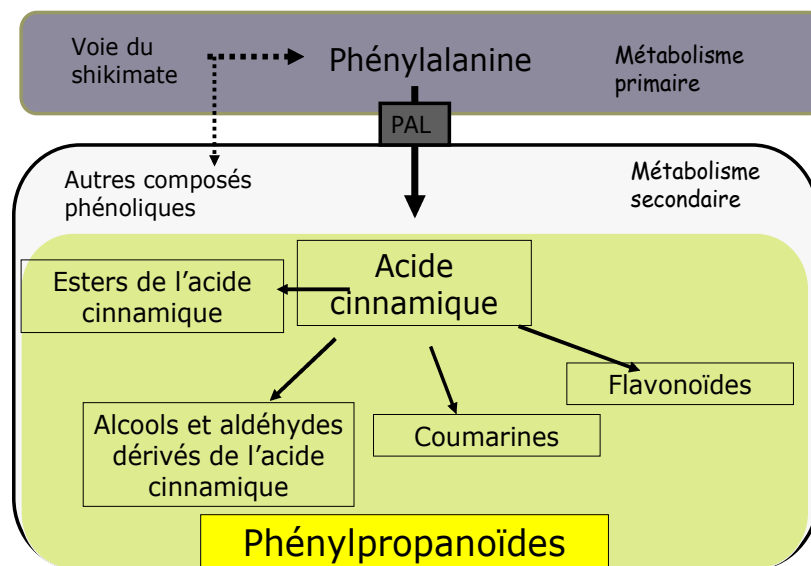 Voie du
shikimate
Phénylalanine
Métabolisme
primaire
PAL
Autres composés
phénoliques
Métabolisme
secondaire
Esters de l’acide
cinnamique
Acide
cinnamique
Flavonoïdes
Alcools et aldéhydes
dérivés de l’acide
cinnamique
Coumarines
Phénylpropanoïdes